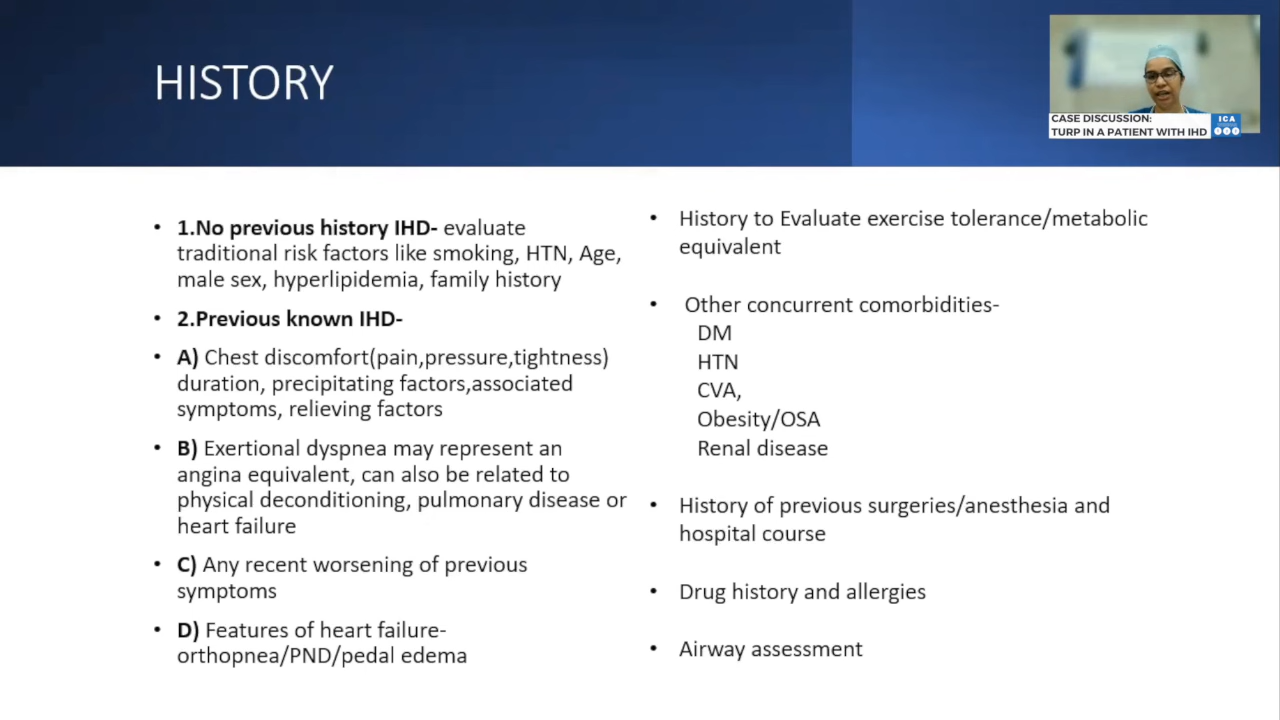 HISTORY
CASE DISCUSSION:
TURP IN A PATIENT WITH IHD
ICA
• 1.No previous history IHD- evaluate
traditional risk factors like smoking, HTN, Age,
male sex, hyperlipidemia, family history
• 2.Previous known IHD-
• A) Chest discomfort(pain,pressure,tightness)
duration, precipitating factors,associated
symptoms, relieving factors
• B) Exertional dyspnea may represent an
angina equivalent, can also be related to
physical deconditioning, pulmonary disease or
heart failure
• C) Any recent worsening of previous
symptoms
• D) Features of heart failure-
orthopnea/PND/pedal edema
• History to Evaluate exercise tolerance/metabolic
equivalent
• Other concurrent comorbidities-
DM
HTN
CVA,
Obesity/OSA
Renal disease
• History of previous surgeries/anesthesia and
hospital course
• Drug history and allergies
• Airway assessment